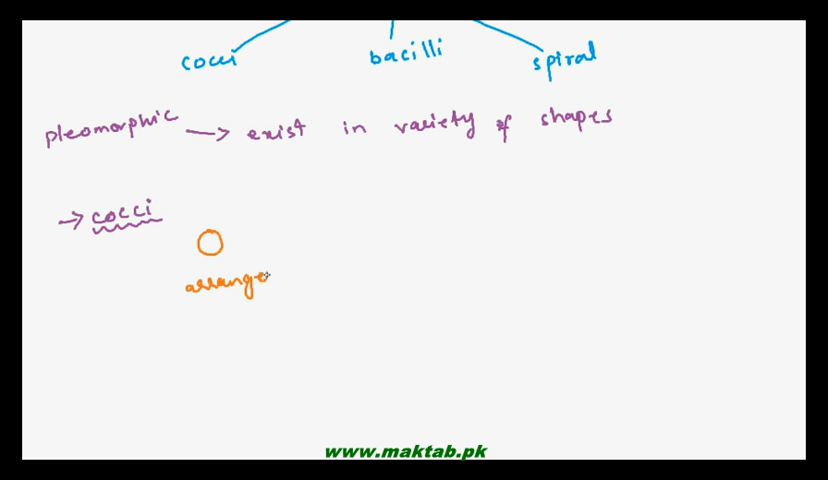 cocci bacilli spiral
pleomorphic → exist in variety of shapes
→ cocci
arrange
www.maktab.pk